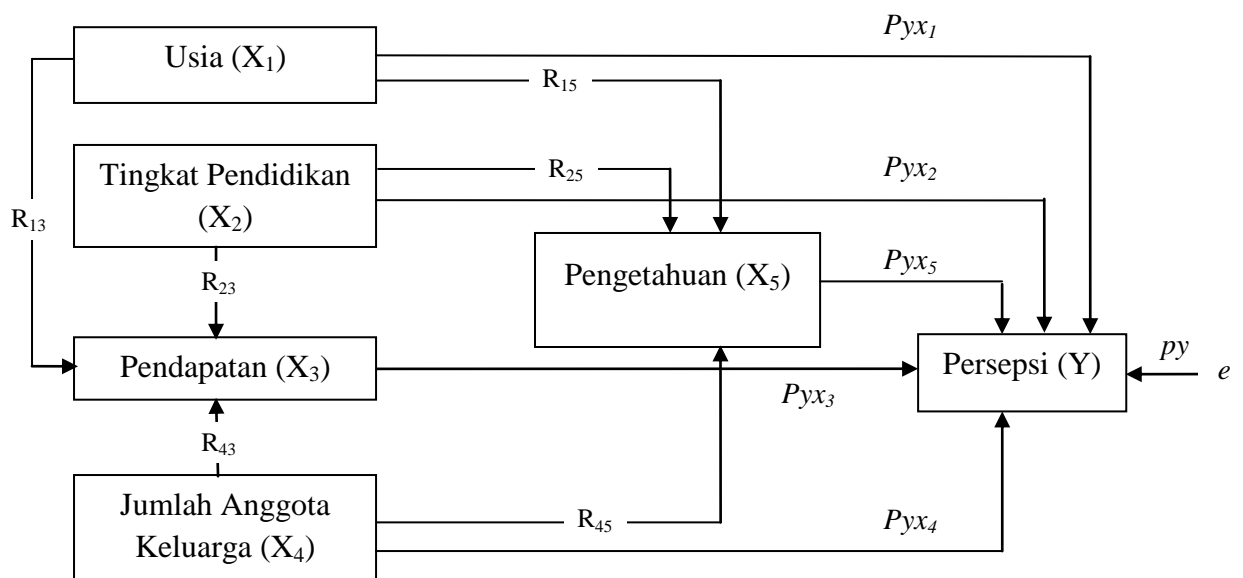 Pyx₁
Usia (X₁)
R₁₅
Tingkat Pendidikan
(X₂)
R₂₅
Pyx₂
R₁₃
Pengetahuan (X₅)
Pyx₅
R₂₃
Pendapatan (X₃)
Pyx₃
Persepsi (Y)
py
e
R₄₃
Jumlah Anggota
Keluarga (X₄)
R₄₅
Pyx₄